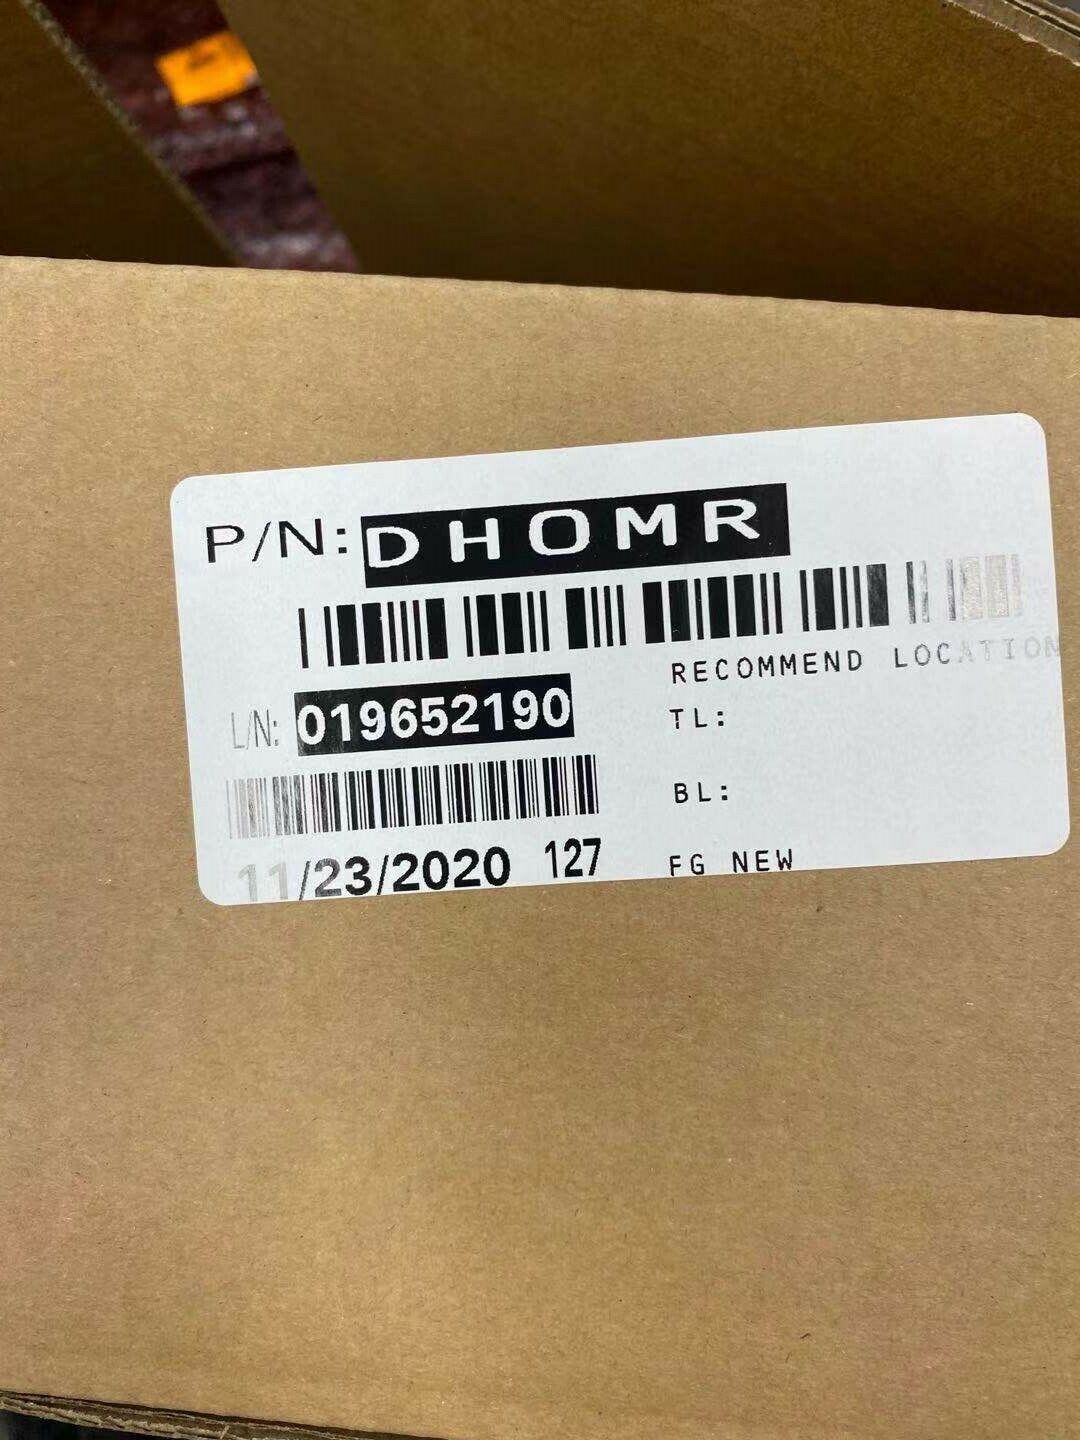 P/N: DHOMR
RECOMMEND LOCATION
L/N: 019652190
TL:
BL:
11/23/2020 127
FG NEW